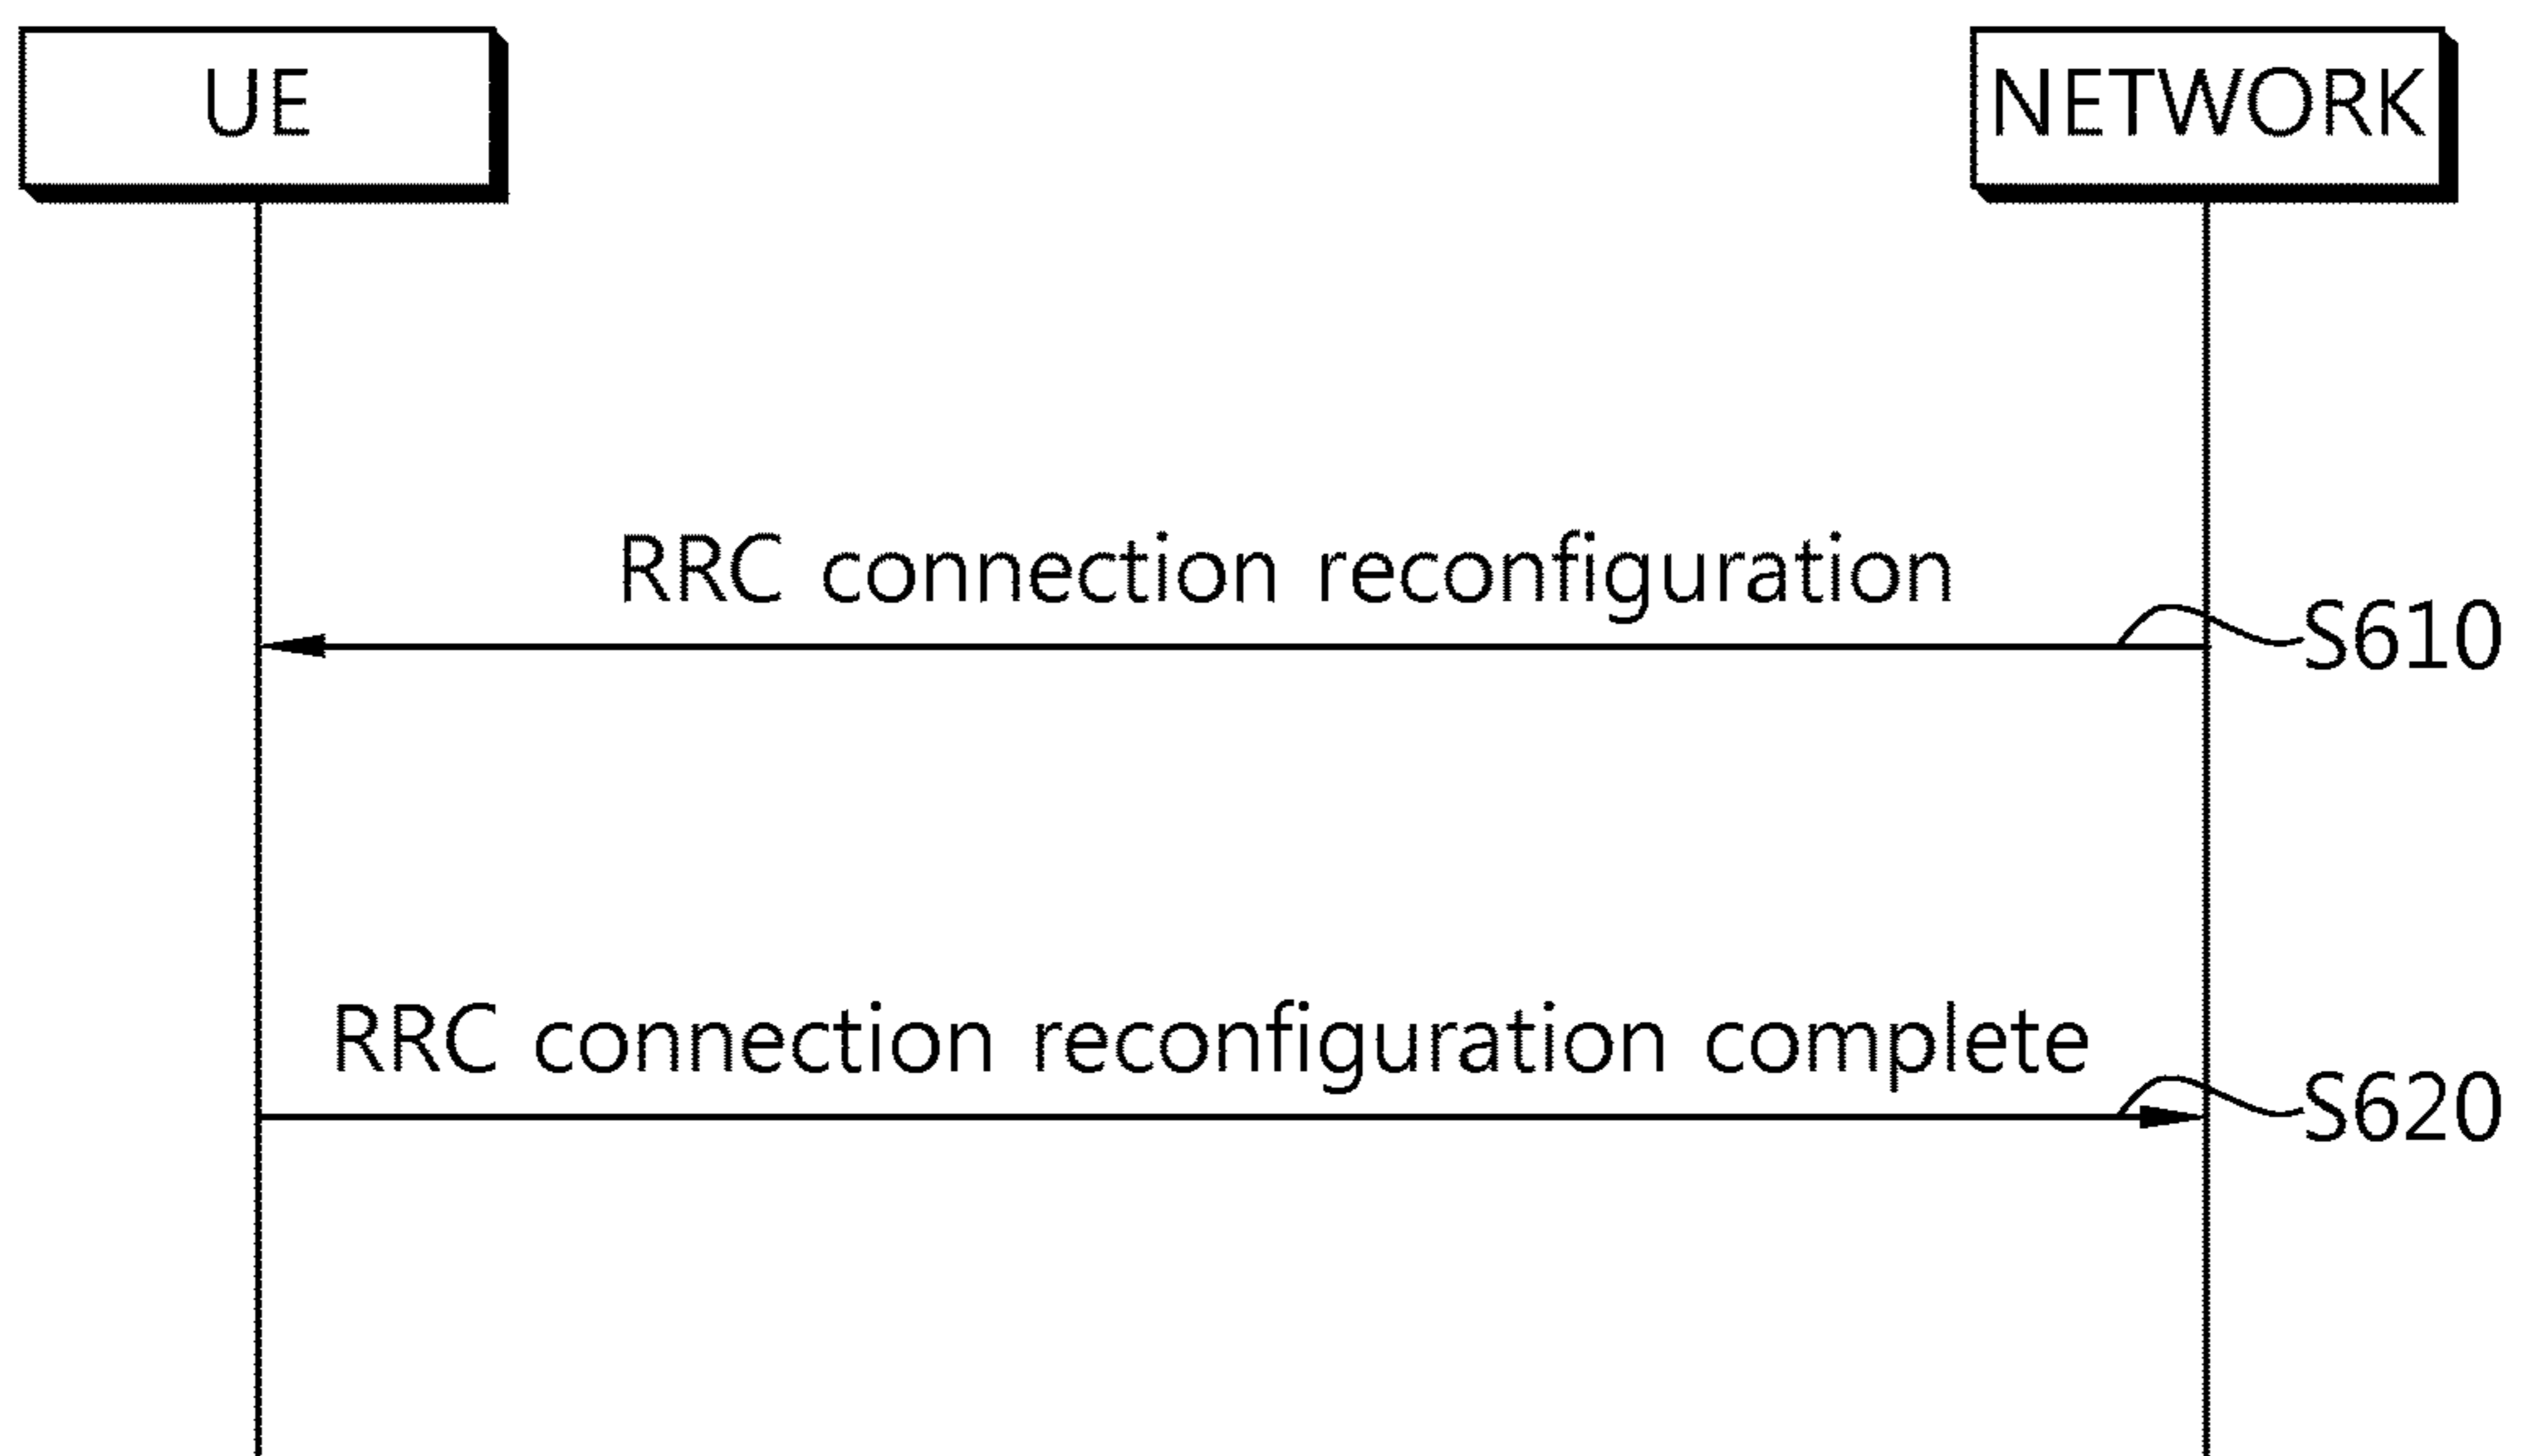 UE
NETWORK
RRC connection reconfiguration
S610
RRC connection reconfiguration complete
S620